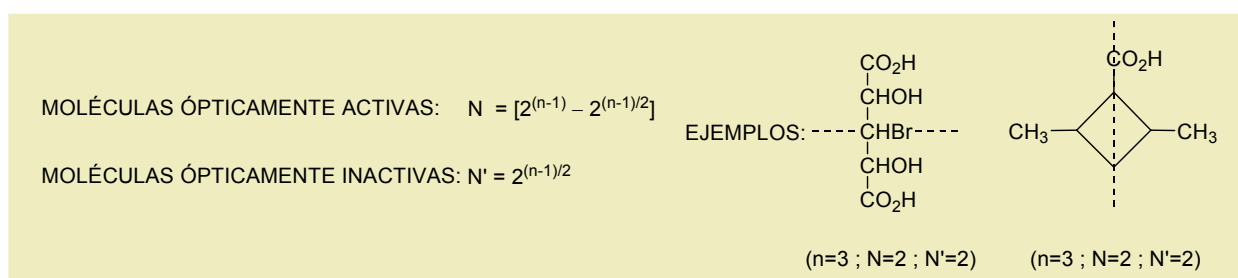 MOLÉCULAS ÓPTICAMENTE ACTIVAS: N = [2^(n-1) – 2^(n-1)/2]
MOLÉCULAS ÓPTICAMENTE INACTIVAS: N' = 2^(n-1)/2
EJEMPLOS:
CO₂H
CHOH
CHBr
CHOH
CO₂H
(n=3 ; N=2 ; N'=2)
CO₂H
CH₃
CH₃
(n=3 ; N=2 ; N'=2)